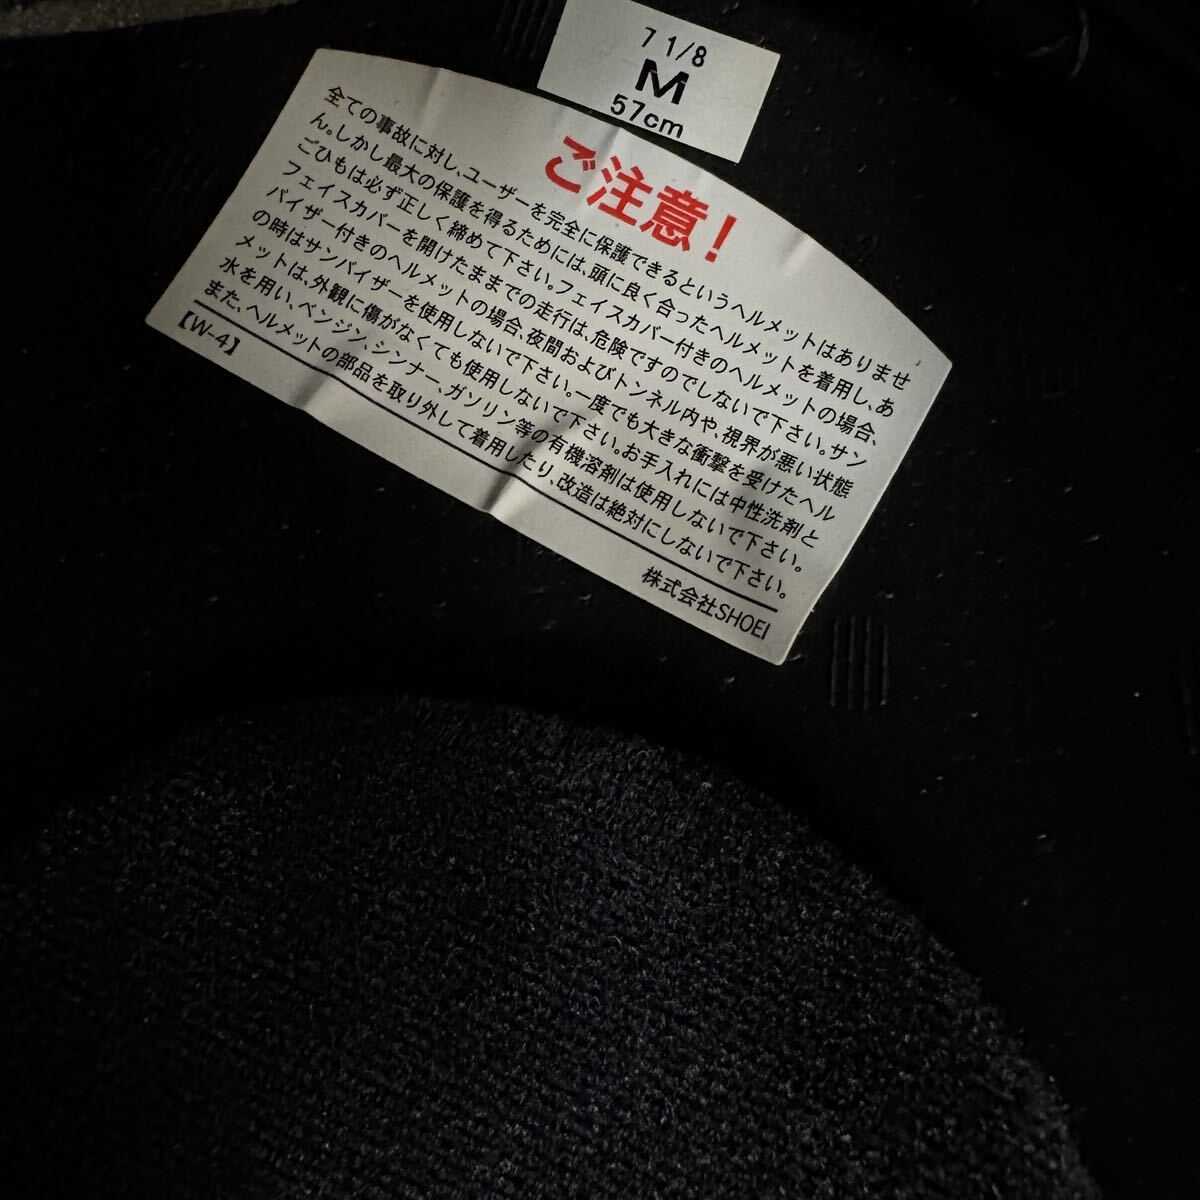 7 1/8
M
57cm
ご注意！
全ての事故に対し、ユーザーを完全に保護できるというヘルメットはありませ
ん。しかし最大の保護を得るためには、頭に良く合ったヘルメットを着用し、あ
ごひもは必ず正しく締めて下さい。フェイスカバー付きのヘルメットの場合、
フェイスカバーを開けたままでの走行は、危険ですのでしないで下さい。サン
バイザー付きのヘルメットの場合、夜間およびトンネル内や、視界が悪い状態
の時はサンバイザーを使用しないで下さい。一度でも大きな衝撃を受けたヘル
メットは、外観に傷がなくても使用しないで下さい。お手入れには中性洗剤と
水を用い、ベンジン、シンナー、ガソリン等の有機溶剤は使用しないで下さい。
また、ヘルメットの部品を取り外して着用したり、改造は絶対にしないで下さい。
【W-4】
株式会社SHOEI